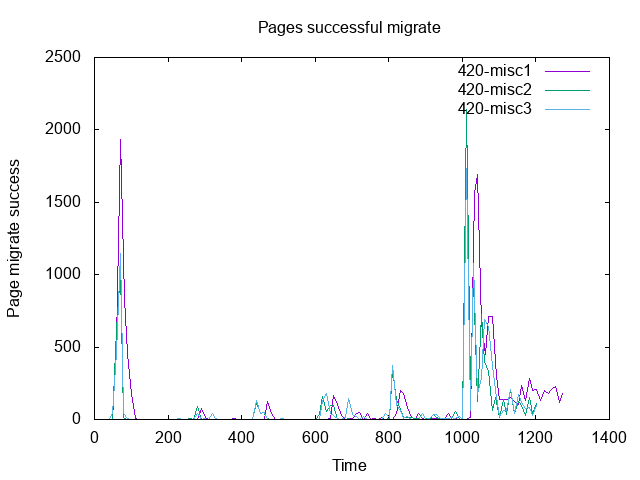 Pages successful migrate
2500
2000
1500
1000
500
0
Page migrate success
420-misc1
420-misc2
420-misc3
0 200 400 600 800 1000 1200 1400
Time